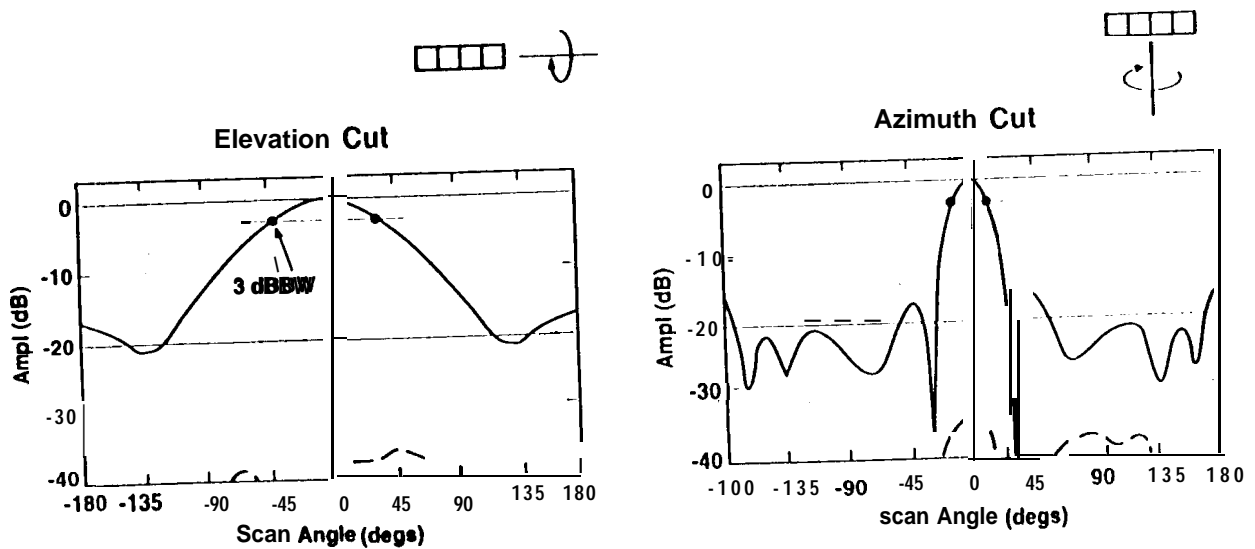 Elevation Cut
0
-10
-20
-30
-40
Ampl (dB)
3 dBBW
-180 -135 -90 -45 0 45 90 135 180
Scan Angle (degs)
Azimuth Cut
0
-10
-20
-30
-40
Ampl (dB)
-100 -135 -90 -45 0 45 90 135 180
scan Angle (degs)